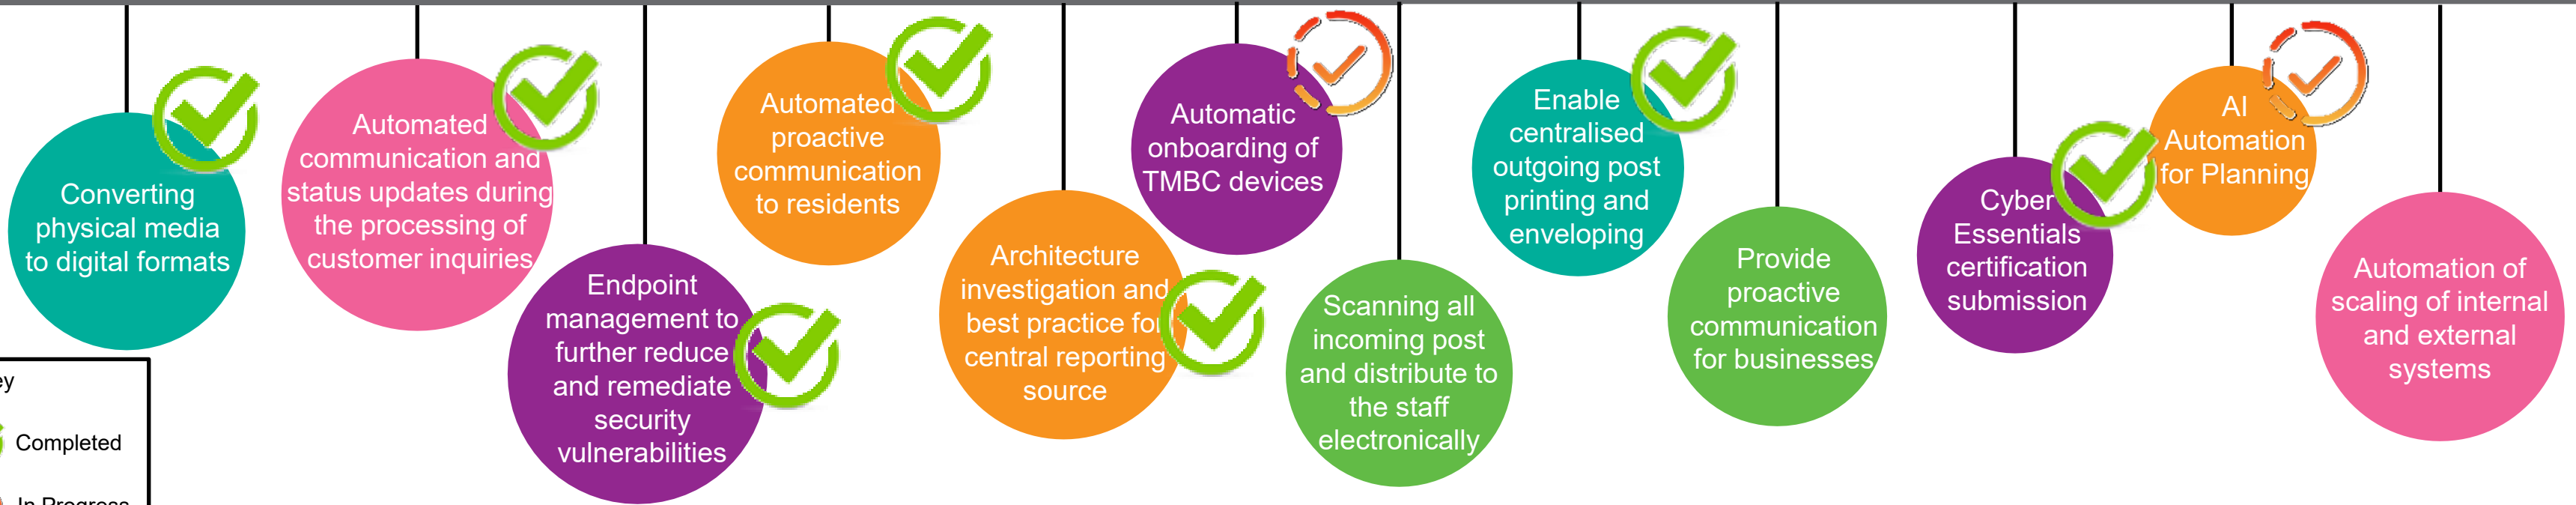 Converting
physical media
to digital formats
Automated
communication and
status updates during
the processing of
customer inquiries
Endpoint
management to
further reduce
and remediate
security
vulnerabilities
Automated
proactive
communication
to residents
Architecture
investigation and
best practice for
central reporting
source
Automatic
onboarding of
TMBC devices
Scanning all
incoming post
and distribute to
the staff
electronically
Enable
centralised
outgoing post
printing and
enveloping
Provide
proactive
communication
for businesses
Cyber
Essentials
certification
submission
AI
Automation
for Planning
Automation of
scaling of internal
and external
systems
Completed
In Progress